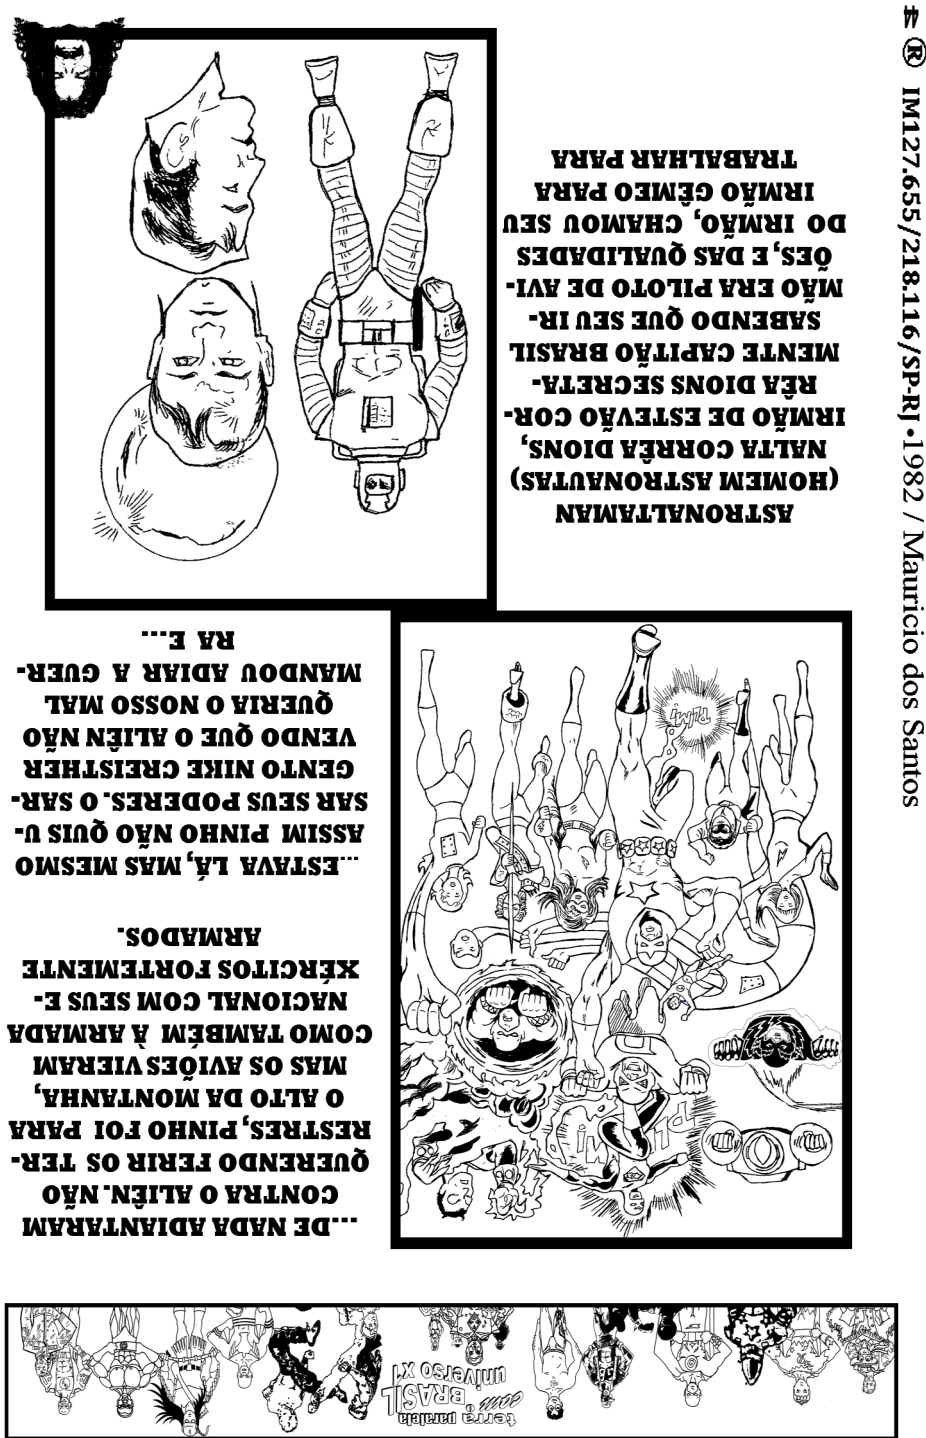 terra paralela
como o
BRASIL
universo x1
...DE NADA ADIANTARAM
CONTRA O ALIÊN. NÃO
QUERENDO FERIR OS TER-
RESTRES, PINHO FOI PARA
O ALTO DA MONTANHA,
MAS OS AVIÕES VIERAM
COMO TAMBÉM À ARMADA
NACIONAL COM SEUS E-
XÉRCITOS FORTEMENTE
ARMADOS.
...ESTAVA LÁ, MAS MESMO
ASSIM PINHO NÃO QUIS U-
SAR SEUS PODERES. O SAR-
GENTO NIKE CREISTHER
VENDO QUE O ALIÊN NÃO
QUERIA O NOSSO MAL
MANDOU ADIAR A GUER-
RA E...
ASTRONALTAMAN
(HOMEM ASTRONAUTAS)
NALTA CORRÊA DIONS,
IRMÃO DE ESTEVÃO COR-
RÊA DIONS SECRETA-
MENTE CAPITÃO BRASIL
SABENDO QUE SEU IR-
MÃO ERA PILOTO DE AVI-
ÕES, E DAS QUALIDADES
DO IRMÃO, CHAMOU SEU
IRMÃO GÊMEO PARA
TRABALHAR PARA
4 ® IM127.655/218.116/SP-RJ • 1982 / Mauricio dos Santos